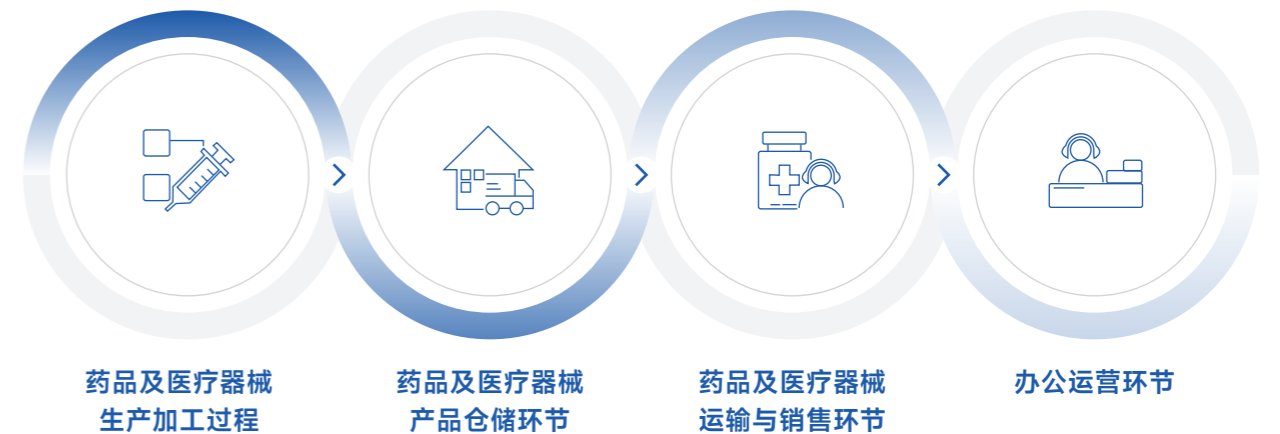 药品及医疗器械
生产加工过程
药品及医疗器械
产品仓储环节
药品及医疗器械
运输与销售环节
办公运营环节